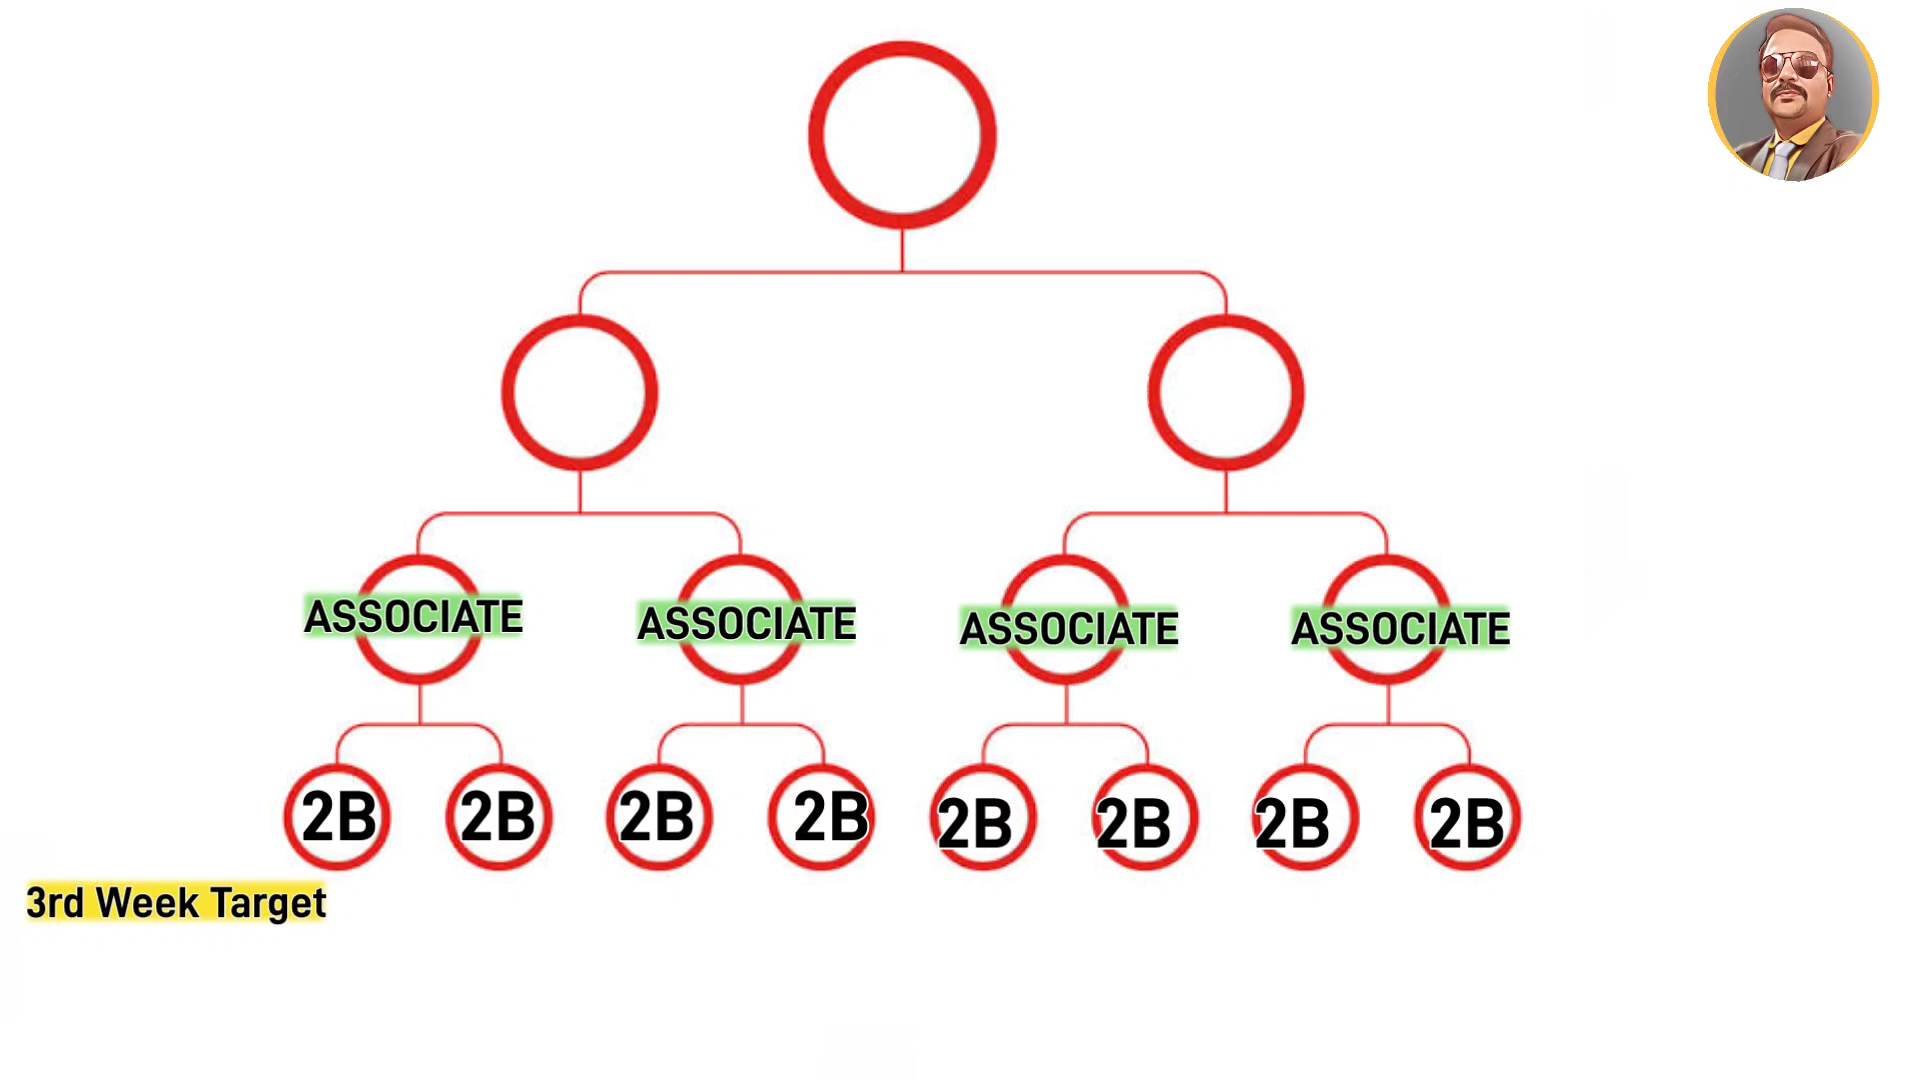 ASSOCIATE ASSOCIATE ASSOCIATE ASSOCIATE
2B 2B 2B 2B 2B 2B 2B 2B
3rd Week Target